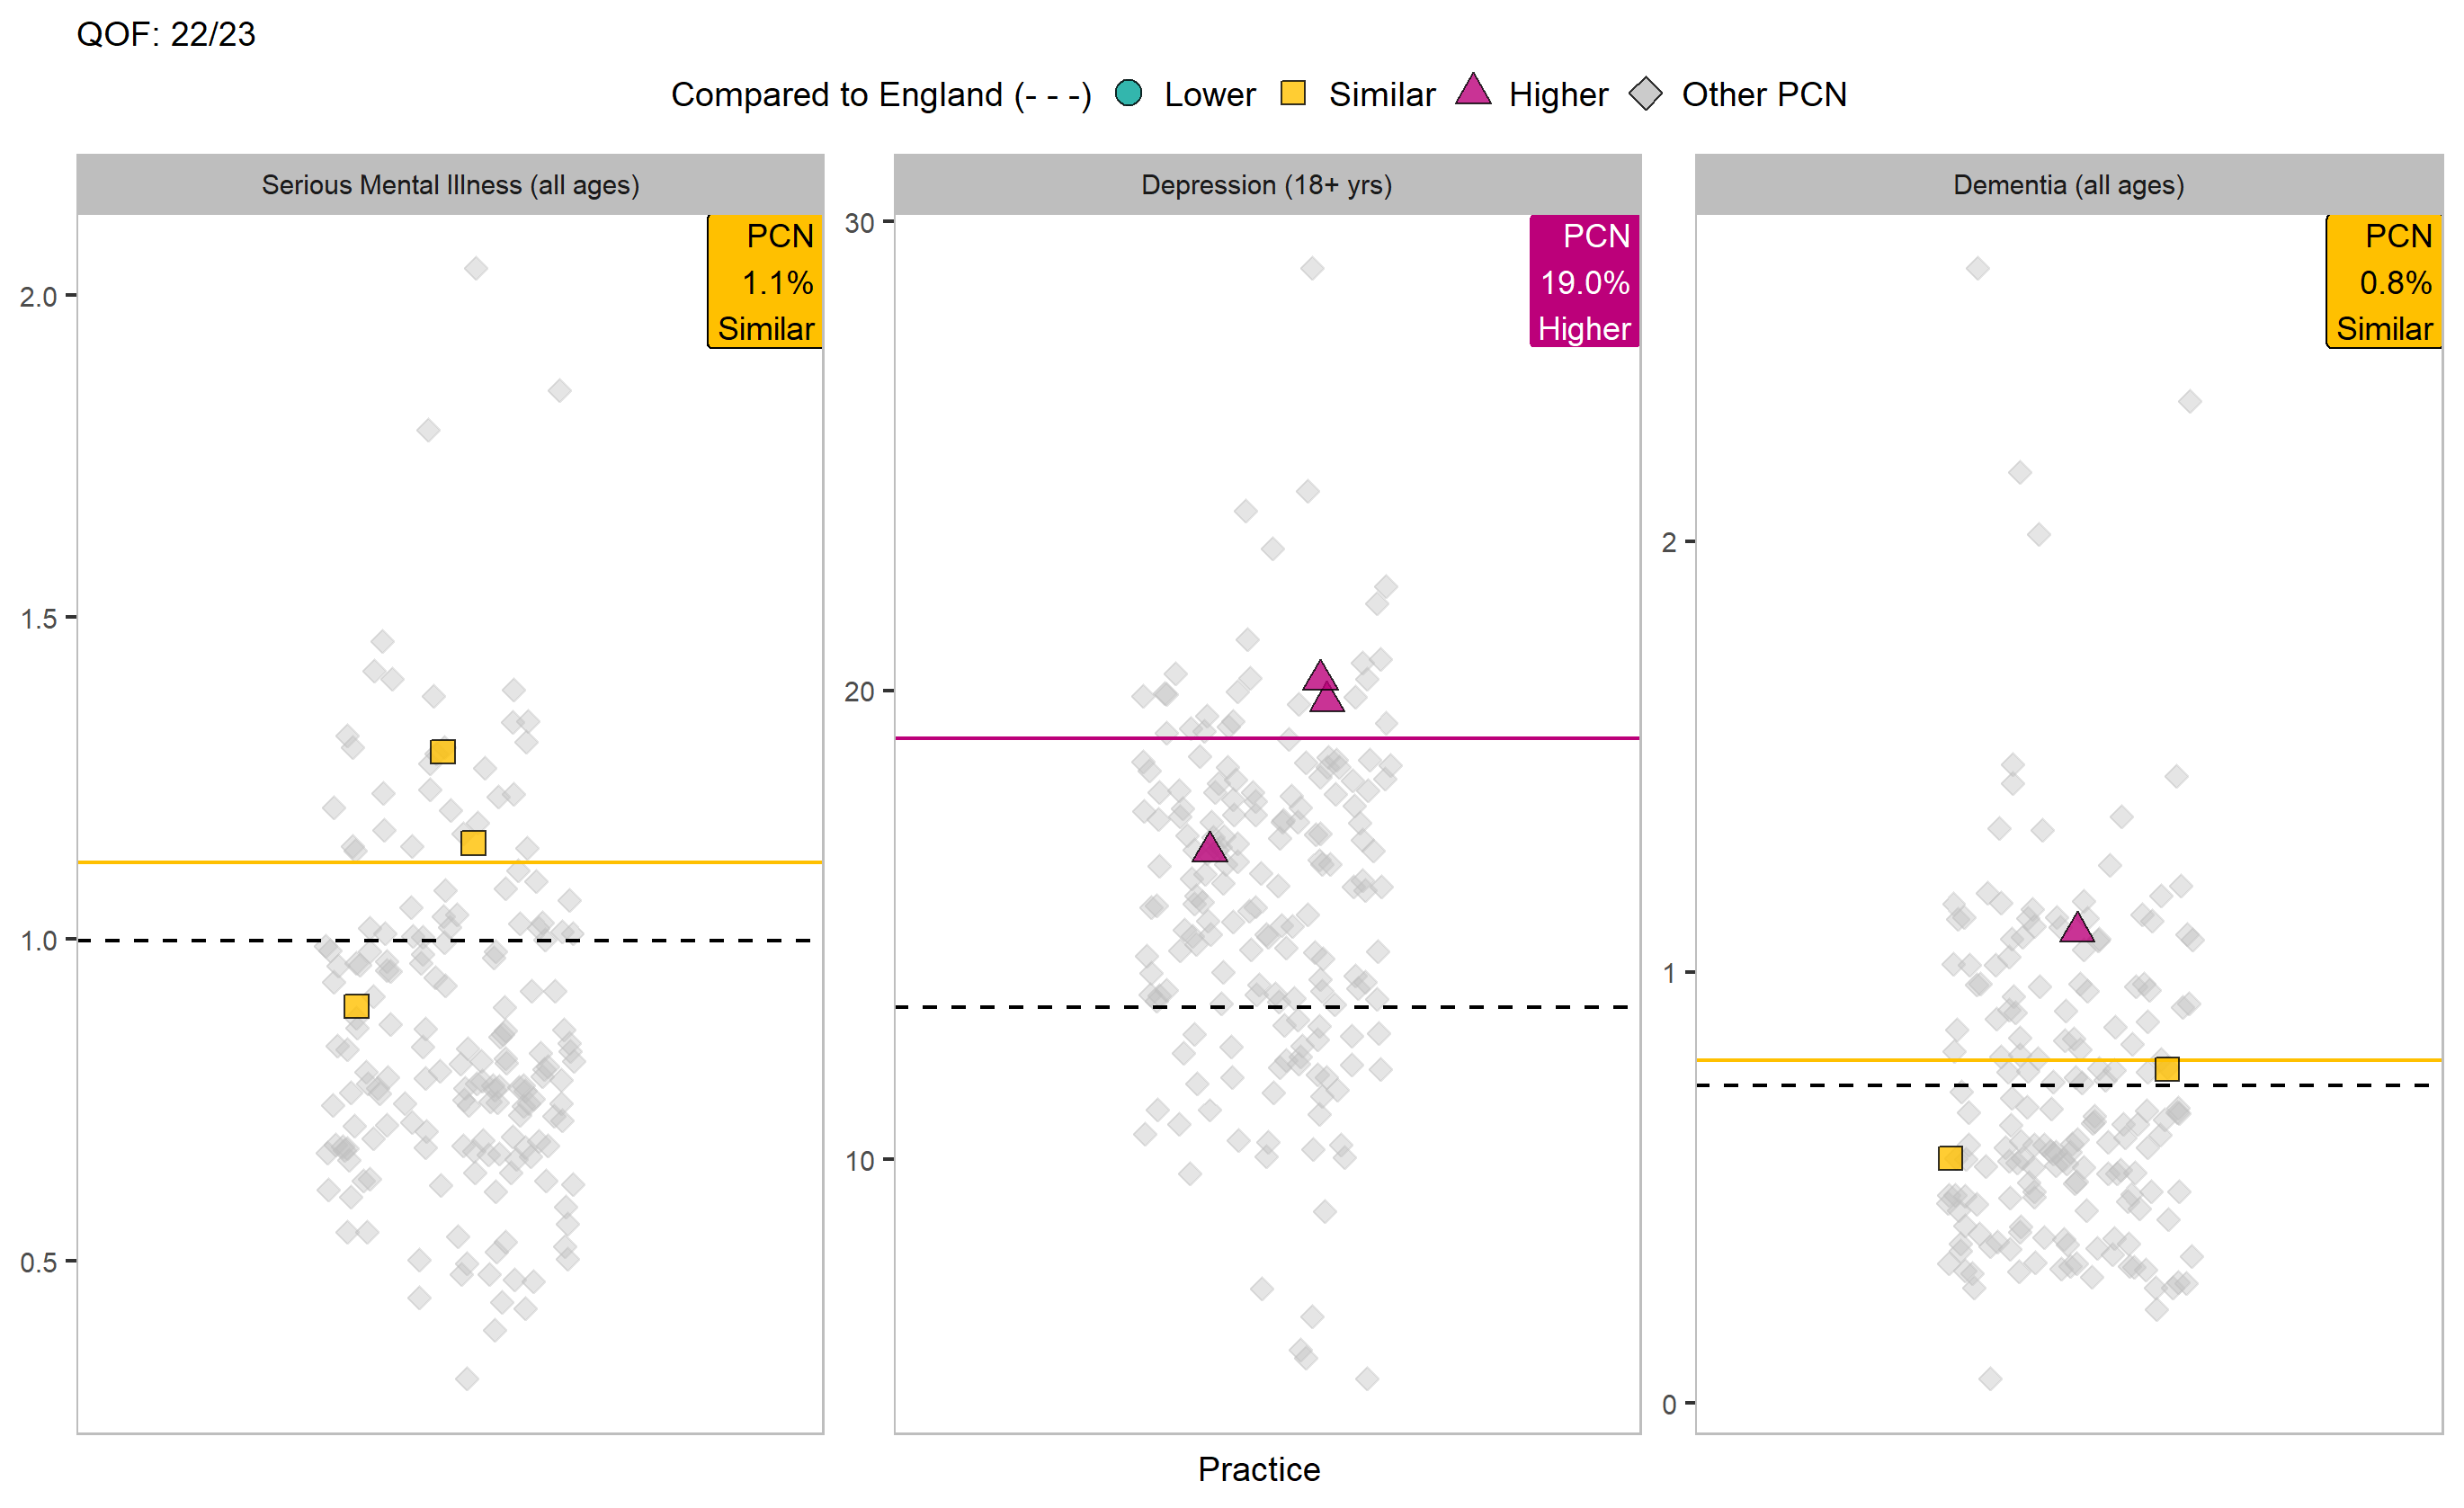 QOF: 22/23
Compared to England (- - -) Lower Similar Higher Other PCN
Serious Mental Illness (all ages)
PCN
1.1%
Similar
2.0
1.5
1.0
0.5
Depression (18+ yrs)
PCN
19.0%
Higher
30
20
10
Dementia (all ages)
PCN
0.8%
Similar
2
1
0
Practice